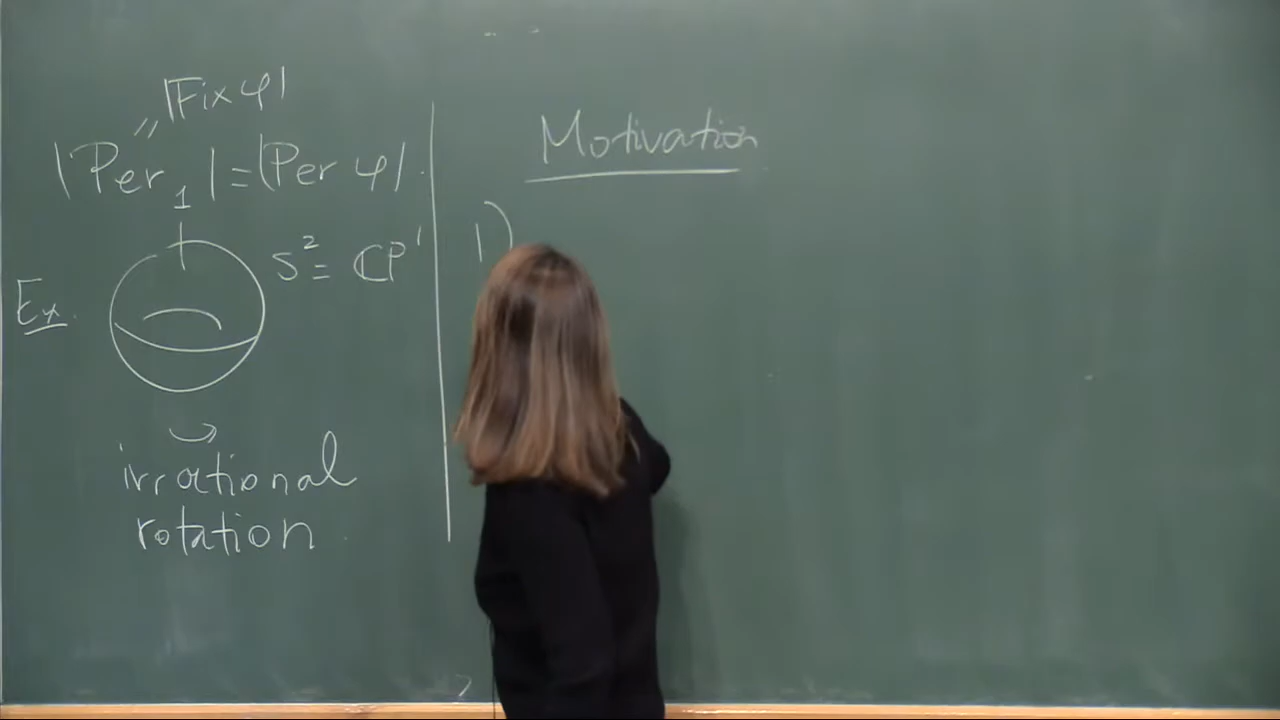 |Fix φ|
||
|Per₁| = |Per φ|.
S² = CP¹
Ex.
irrational
rotation
Motivation
1)